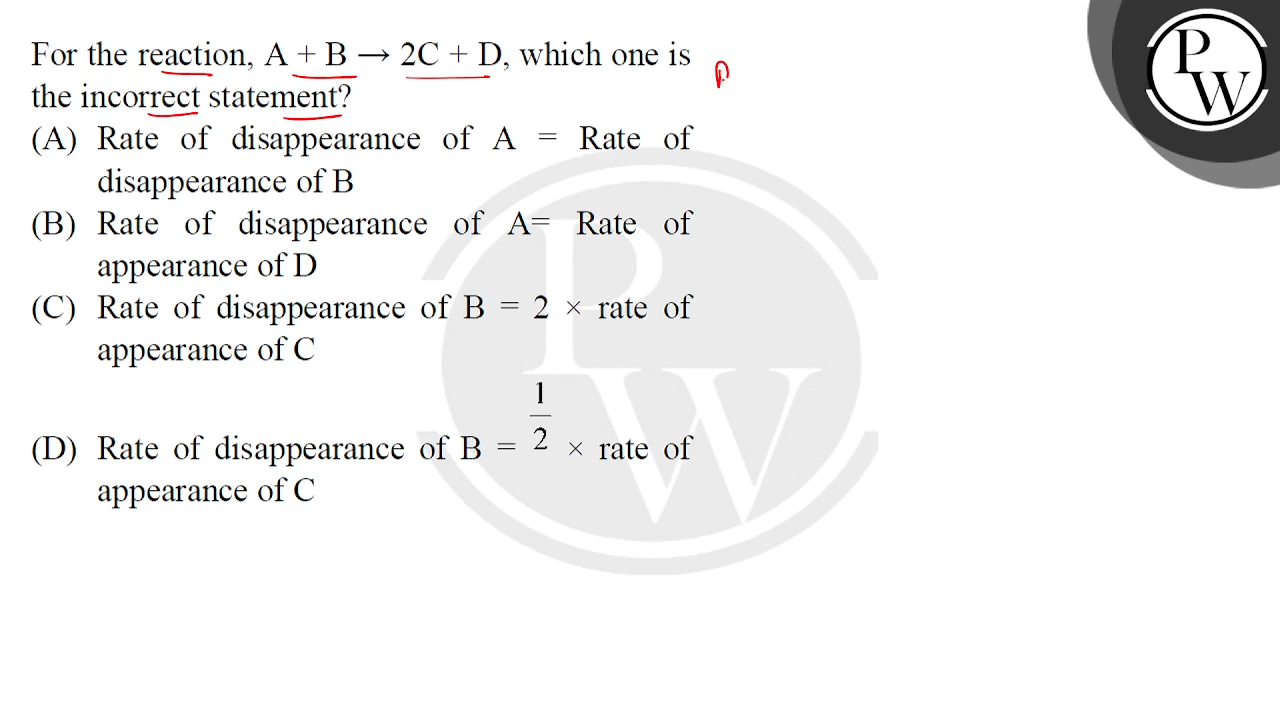 For the reaction, A + B → 2C + D, which one is
the incorrect statement?
(A) Rate of disappearance of A = Rate of
disappearance of B
(B) Rate of disappearance of A= Rate of
appearance of D
(C) Rate of disappearance of B = 2 × rate of
appearance of C
(D) Rate of disappearance of B = 1/2 × rate of
appearance of C
PW
PW